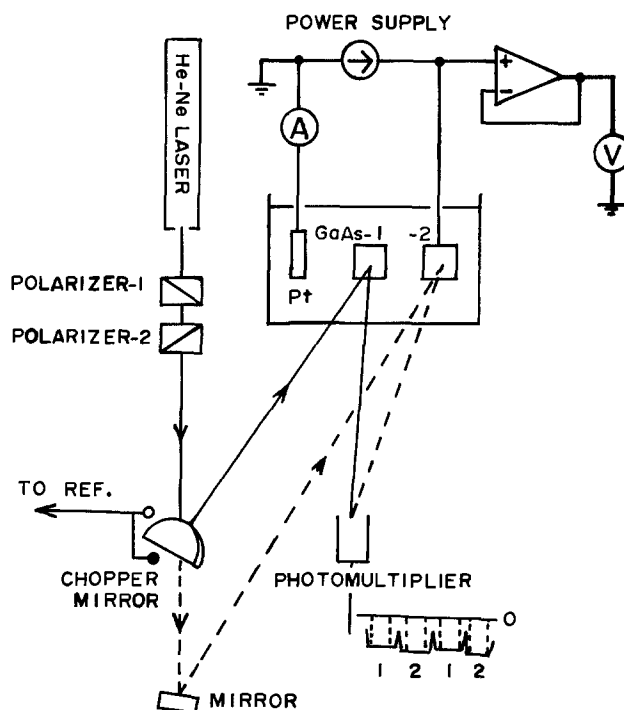 POWER SUPPLY
He-Ne LASER
+
-
A
V
GaAs-1 -2
Pt
POLARIZER-1
POLARIZER-2
TO REF.
CHOPPER
MIRROR
PHOTOMULTIPLIER
0
1 2 1 2
MIRROR